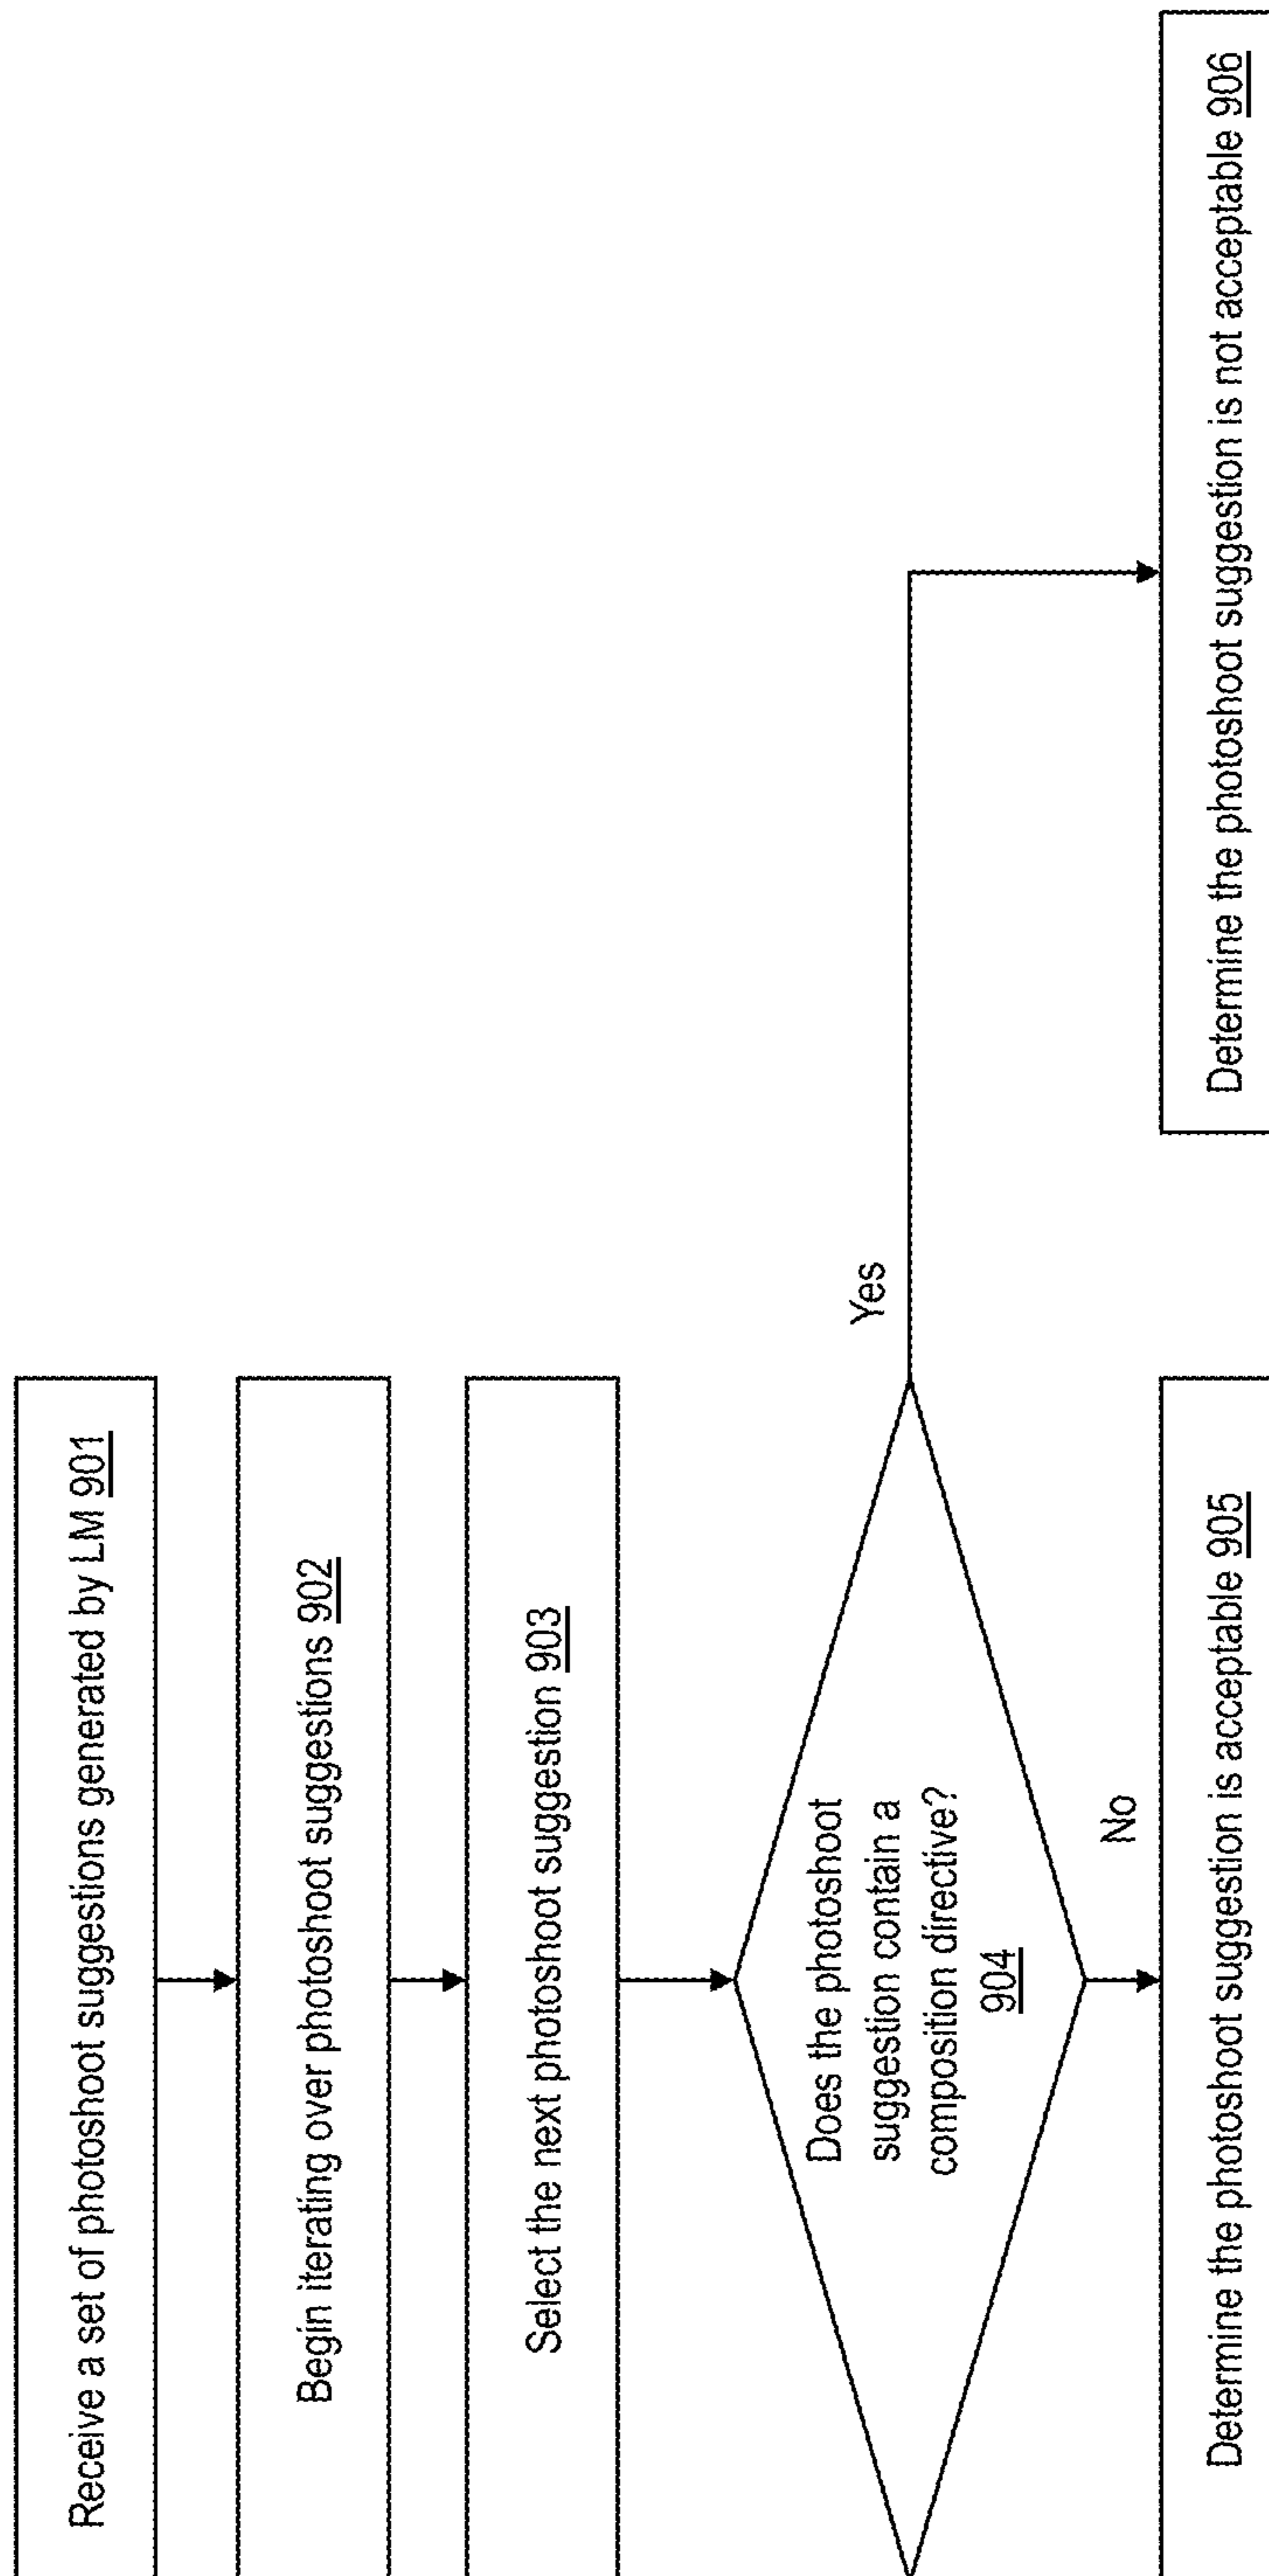 Receive a set of photoshoot suggestions generated by LM 901
Begin iterating over photoshoot suggestions 902
Select the next photoshoot suggestion 903
Does the photoshoot
suggestion contain a
composition directive?
904
Yes
No
Determine the photoshoot suggestion is acceptable 905
Determine the photoshoot suggestion is not acceptable 906